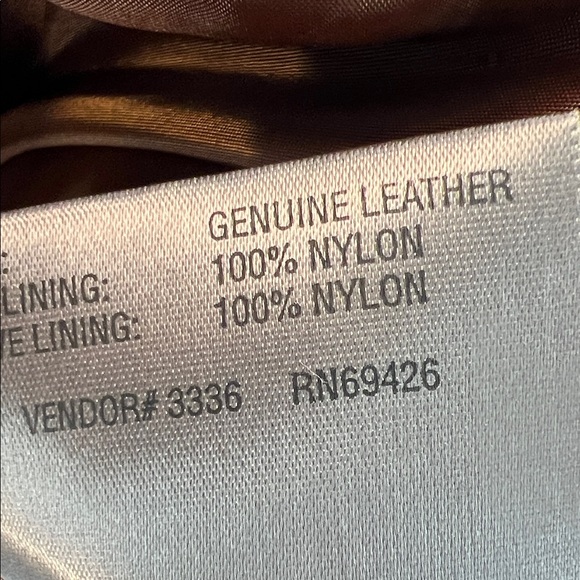 : GENUINE LEATHER
LINING: 100% NYLON
E LINING: 100% NYLON
VENDOR# 3336 RN69426